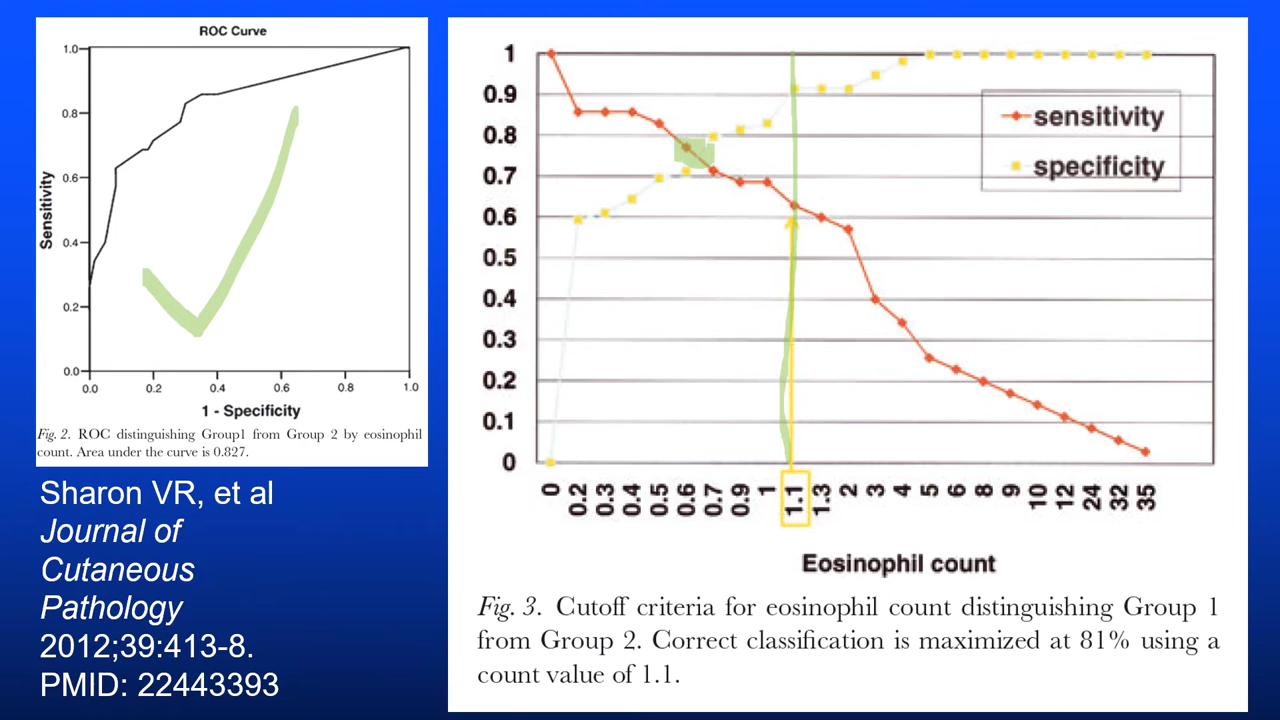 ROC Curve
1.0
0.8
0.6
0.4
0.2
0.0
Sensitivity
0.0 0.2 0.4 0.6 0.8 1.0
1 - Specificity
Fig. 2. ROC distinguishing Group1 from Group 2 by eosinophil
count. Area under the curve is 0.827.
Sharon VR, et al
Journal of
Cutaneous
Pathology
2012;39:413-8.
PMID: 22443393
1
0.9
0.8
0.7
0.6
0.5
0.4
0.3
0.2
0.1
0
sensitivity
specificity
0 0.2 0.3 0.4 0.5 0.6 0.7 0.9 1 1.1 1.3 2 3 4 5 6 8 9 10 12 24 32 35
Eosinophil count
Fig. 3. Cutoff criteria for eosinophil count distinguishing Group 1
from Group 2. Correct classification is maximized at 81% using a
count value of 1.1.